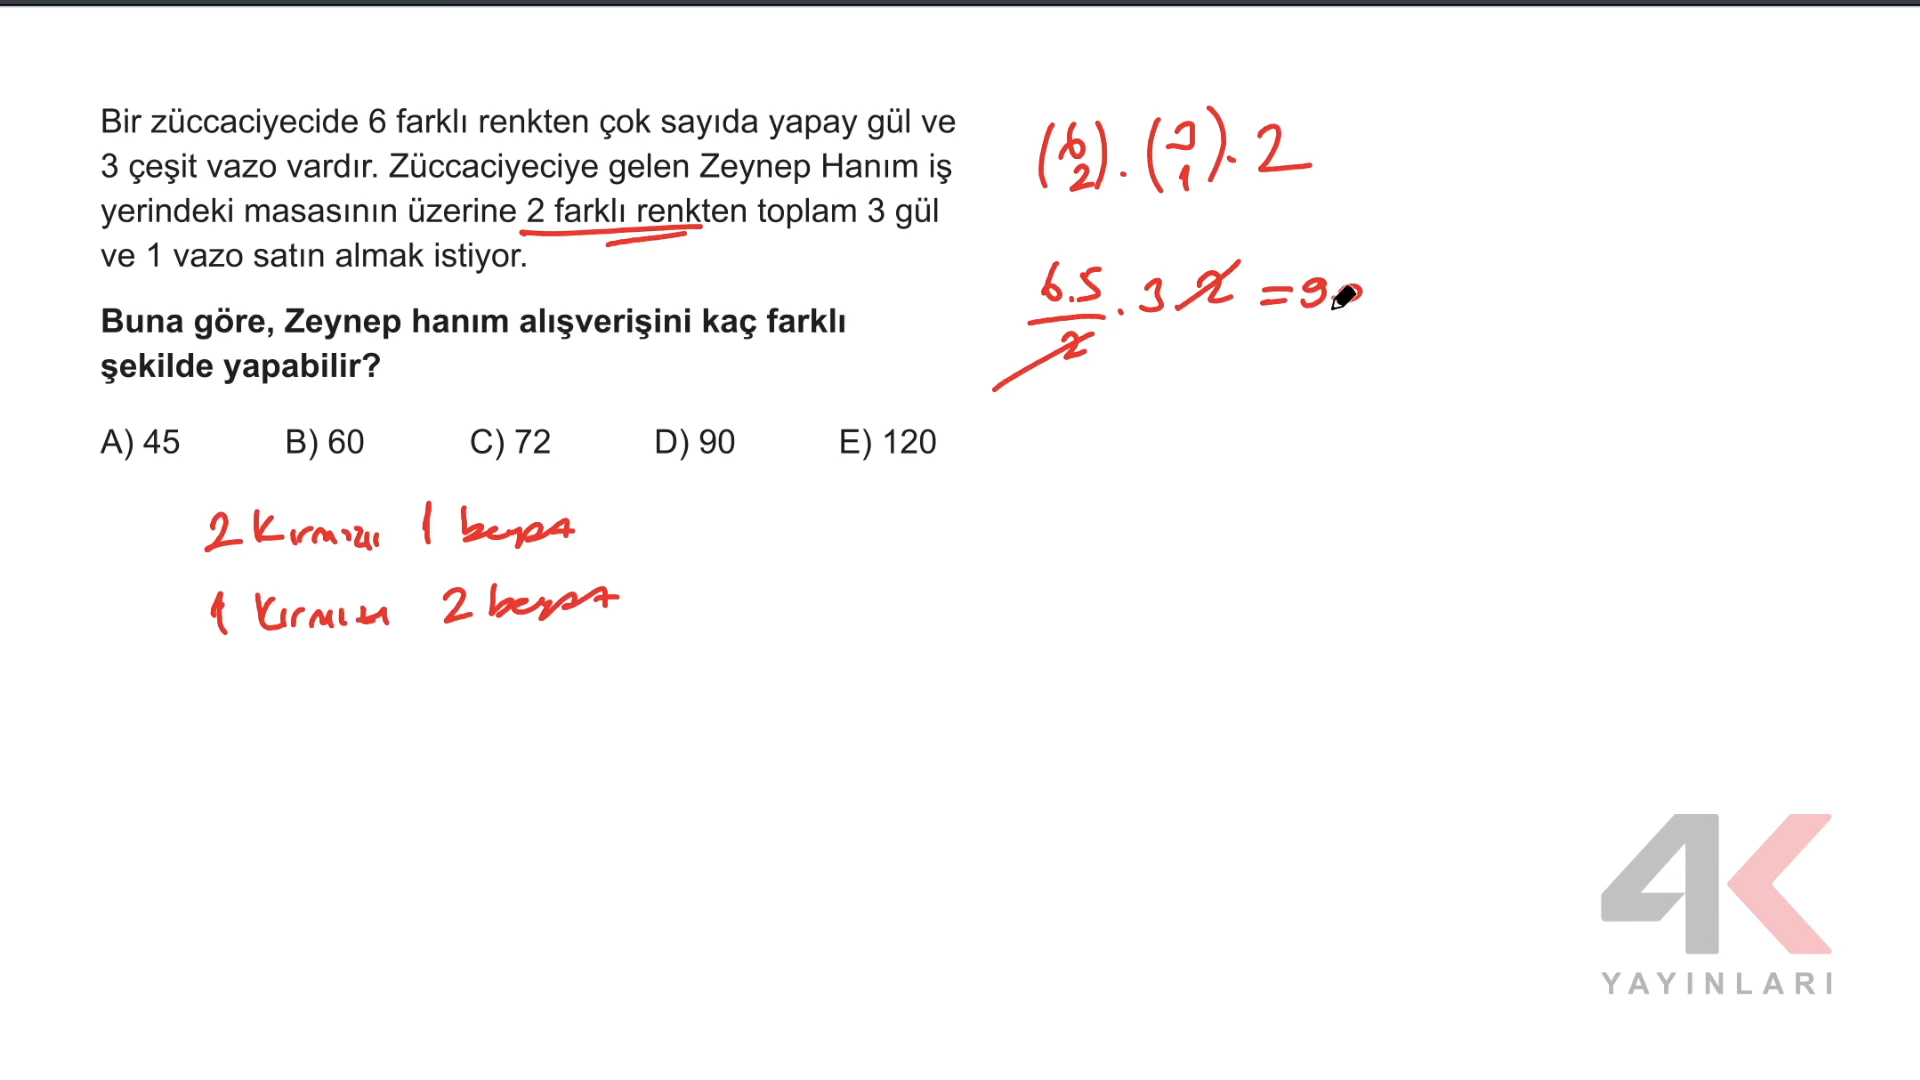 Bir züccaciyecide 6 farklı renkten çok sayıda yapay gül ve
3 çeşit vazo vardır. Züccaciyeciye gelen Zeynep Hanım iş
yerindeki masasının üzerine 2 farklı renkten toplam 3 gül
ve 1 vazo satın almak istiyor.
Buna göre, Zeynep hanım alışverişini kaç farklı
şekilde yapabilir?
A) 45 B) 60 C) 72 D) 90 E) 120
2 Kırmızı 1 beyaz
1 Kırmızı 2 beyaz
(6 2) . (3 1) . 2
6.5/2 . 3 2 = 90
4K
YAYINLARI